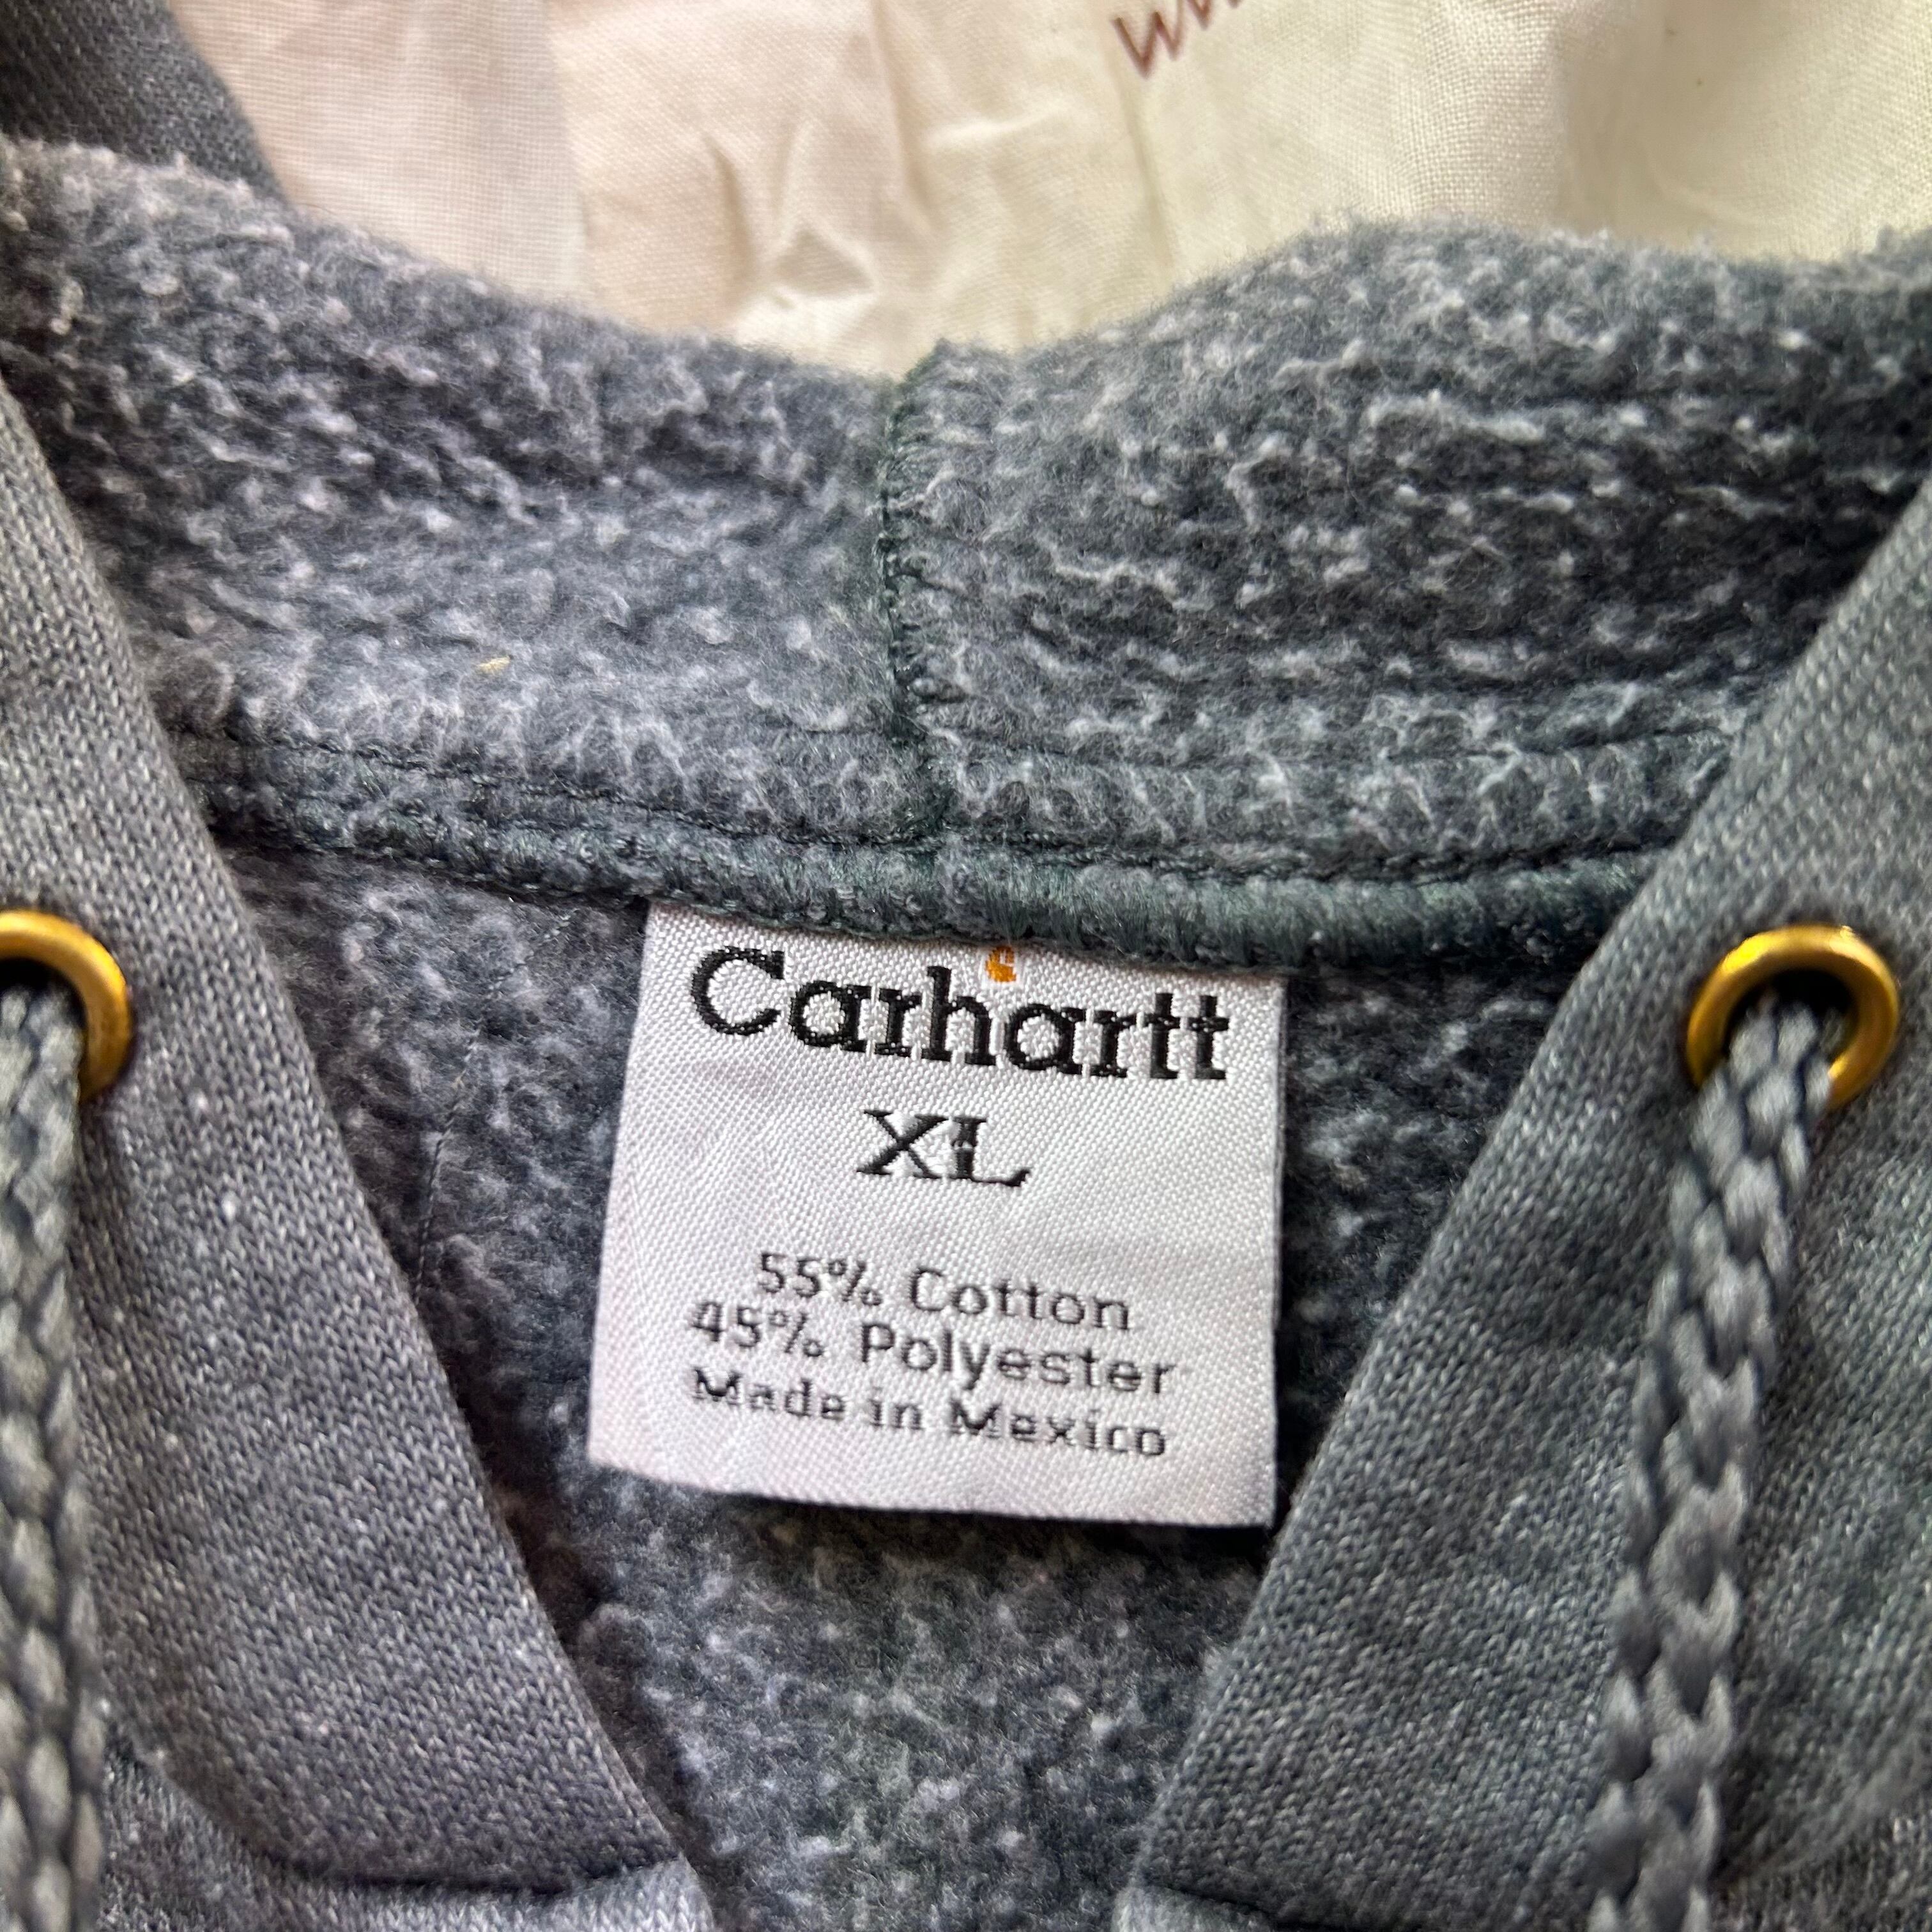 Carhartt
XL
55% Cotton
45% Polyester
Made in Mexico